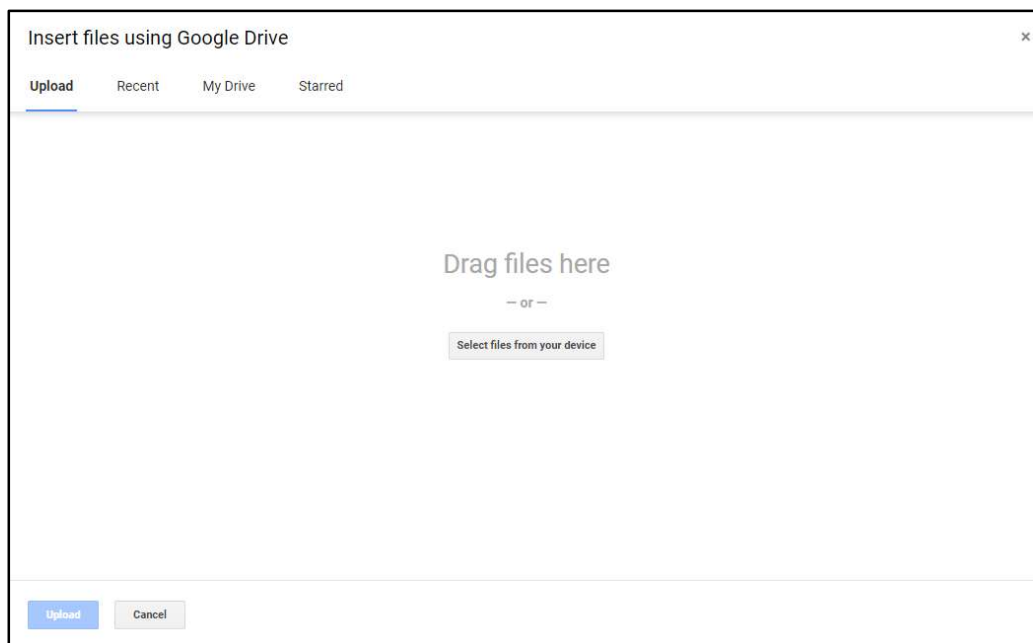 Insert files using Google Drive ×
Upload Recent My Drive Starred
Drag files here
— or —
Select files from your device
Upload Cancel